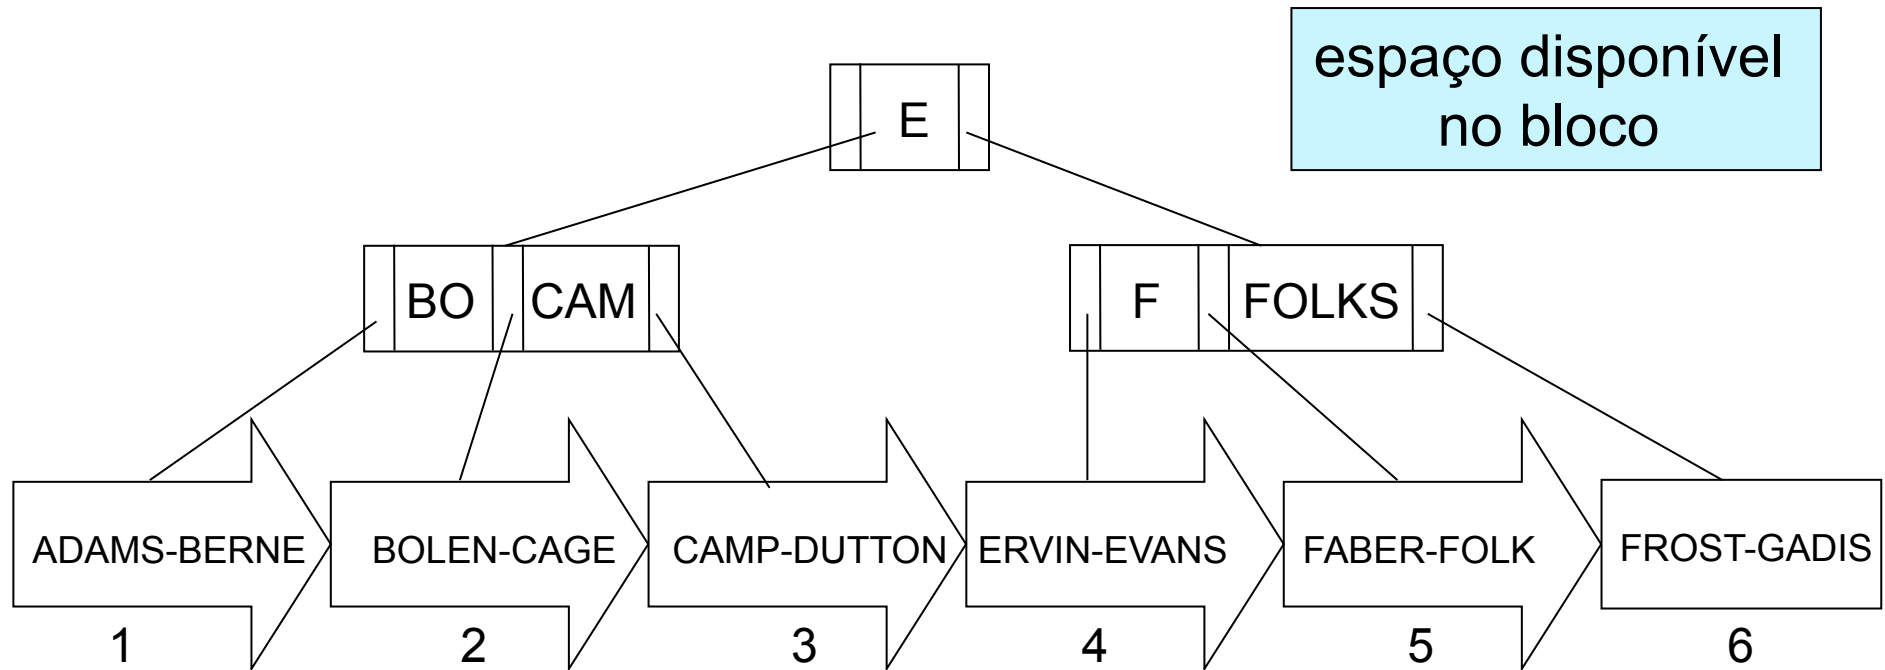 espaço disponível
no bloco
E
BO CAM
F FOLKS
ADAMS-BERNE BOLEN-CAGE CAMP-DUTTON ERVIN-EVANS FABER-FOLK FROST-GADIS
1 2 3 4 5 6